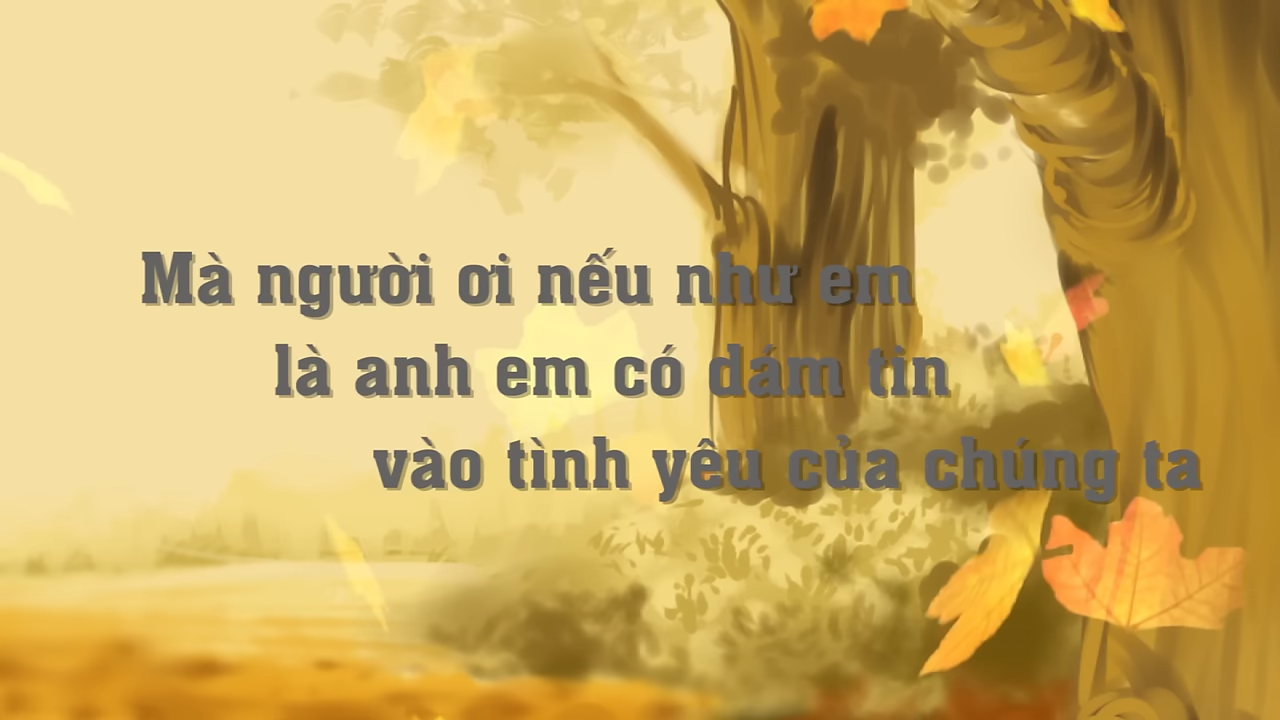 Mà người ơi nếu như em
là anh em có dám tin
vào tình yêu của chúng ta